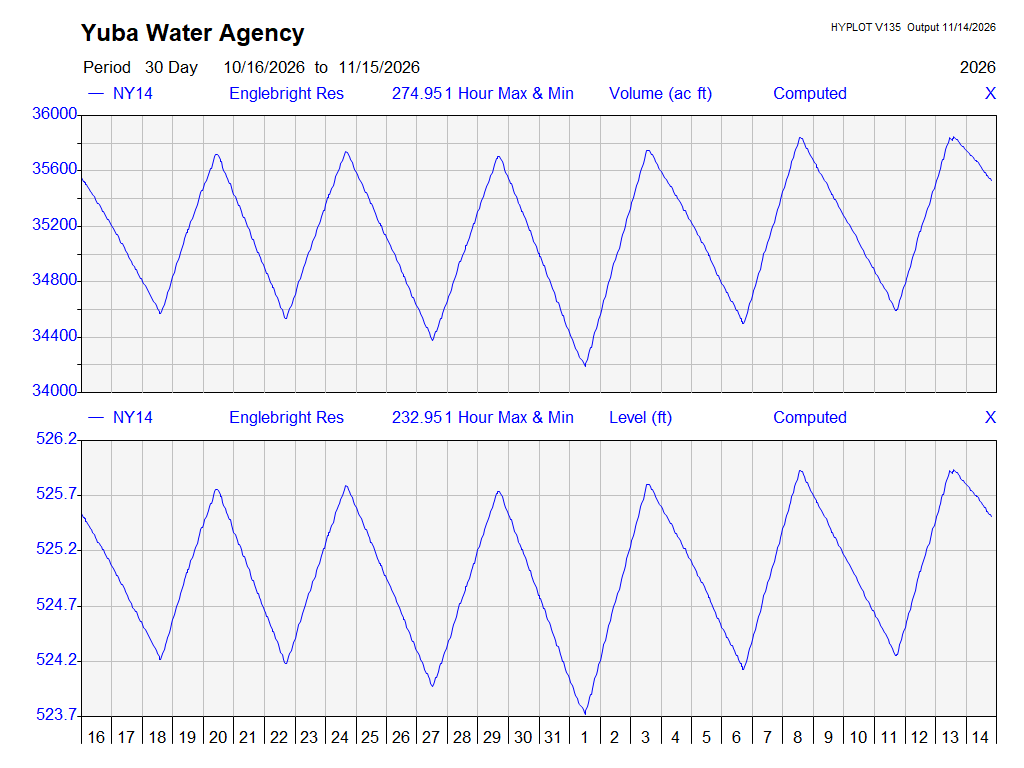 Yuba Water Agency
HYPLOT V135 Output 11/14/2026
Period 30 Day 10/16/2026 to 11/15/2026
2026
— NY14 Englebright Res 274.951 Hour Max & Min Volume (ac ft) Computed X
36000
35600
35200
34800
34400
34000
— NY14 Englebright Res 232.951 Hour Max & Min Level (ft) Computed X
526.2
525.7
525.2
524.7
524.2
523.7
16 17 18 19 20 21 22 23 24 25 26 27 28 29 30 31 1 2 3 4 5 6 7 8 9 10 11 12 13 14